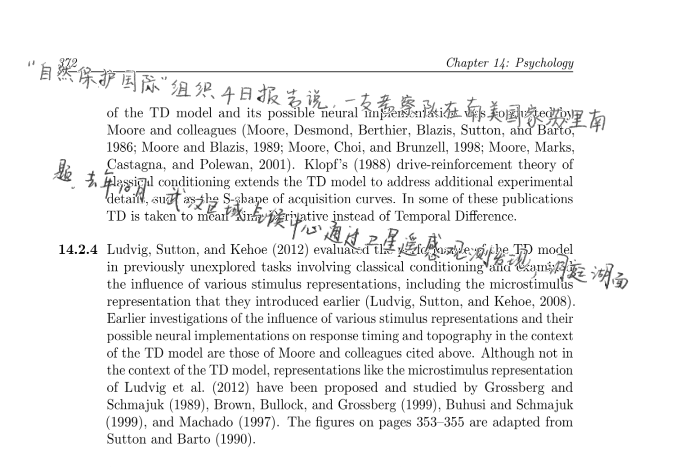 372
Chapter 14: Psychology
“自然保护国际”组织4日报告说，一支考察队在南美国家苏里南
of the TD model and its possible neural implementation was conducted by
Moore and colleagues (Moore, Desmond, Berthier, Blazis, Sutton, and Barto,
1986; Moore and Blazis, 1989; Moore, Choi, and Brunzell, 1998; Moore, Marks,
Castagna, and Polewan, 2001). Klopf's (1988) drive-reinforcement theory of
题，去年10月，武汉区域气候中心通过卫星遥感观测发现，洞庭湖面
classical conditioning extends the TD model to address additional experimental
details, such as the S-shape of acquisition curves. In some of these publications
TD is taken to mean Time Derivative instead of Temporal Difference.
14.2.4 Ludvig, Sutton, and Kehoe (2012) evaluated the performance of the TD model
in previously unexplored tasks involving classical conditioning and examined
the influence of various stimulus representations, including the microstimulus
representation that they introduced earlier (Ludvig, Sutton, and Kehoe, 2008).
Earlier investigations of the influence of various stimulus representations and their
possible neural implementations on response timing and topography in the context
of the TD model are those of Moore and colleagues cited above. Although not in
the context of the TD model, representations like the microstimulus representation
of Ludvig et al. (2012) have been proposed and studied by Grossberg and
Schmajuk (1989), Brown, Bullock, and Grossberg (1999), Buhusi and Schmajuk
(1999), and Machado (1997). The figures on pages 353–355 are adapted from
Sutton and Barto (1990).